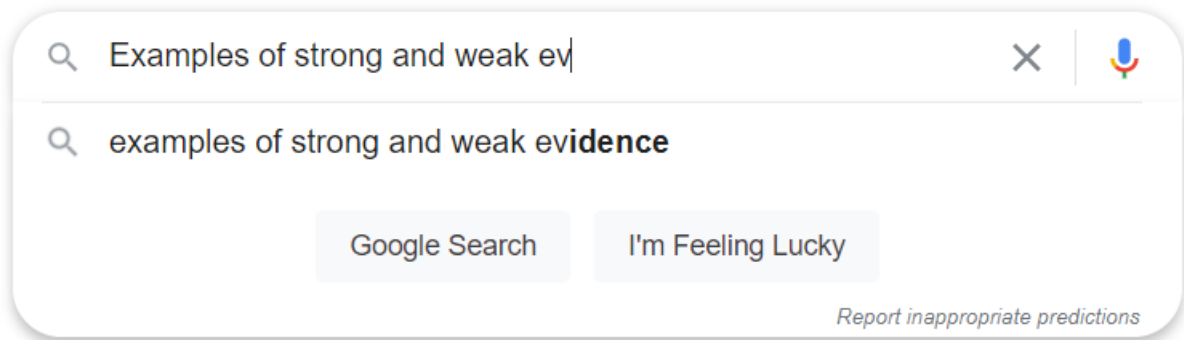 Examples of strong and weak ev
examples of strong and weak evidence
Google Search I'm Feeling Lucky
Report inappropriate predictions